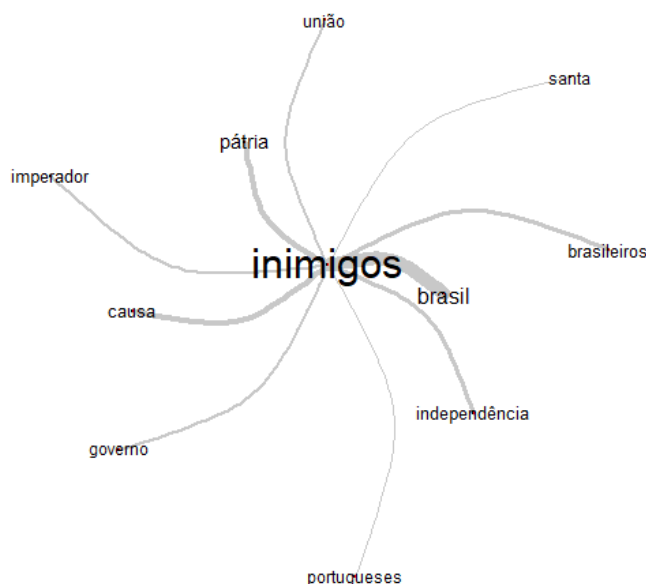 união
santa
pátria
imperador
brasileiros
inimigos
brasil
causa
independência
governo
portugueses